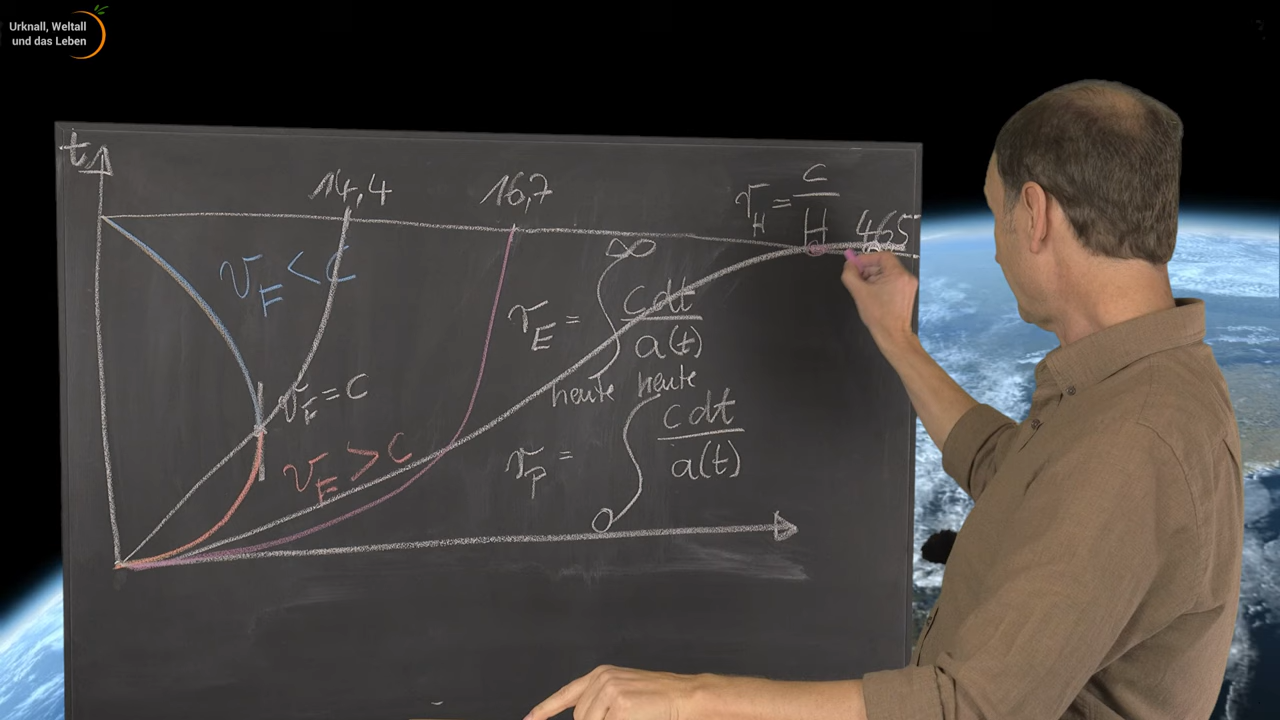 Urknall, Weltall
und das Leben
t
14,4
16,7
r_H = c/H
465
v_F < c
r_E = ∫ c dt / a(t)
∞
heute
v_F = c
v_F > c
r_P = ∫ c dt / a(t)
heute
0